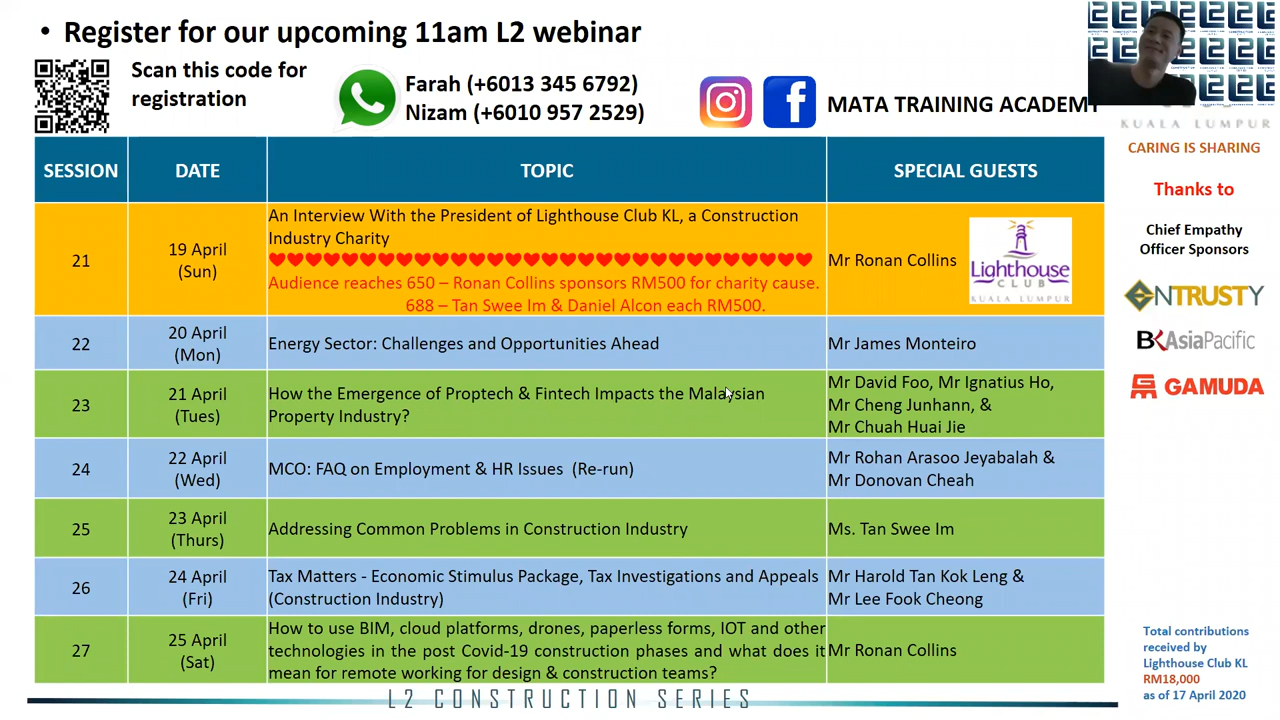 • Register for our upcoming 11am L2 webinar
Scan this code for
registration
Farah (+6013 345 6792)
Nizam (+6010 957 2529)
MATA TRAINING ACADEMY
L2
KUALA LUMPUR
CARING IS SHARING
Thanks to
Chief Empathy
Officer Sponsors
ENTRUSTY
BK AsiaPacific
GAMUDA
SESSION DATE TOPIC SPECIAL GUESTS
21
19 April
(Sun)
An Interview With the President of Lighthouse Club KL, a Construction
Industry Charity
Audience reaches 650 – Ronan Collins sponsors RM500 for charity cause.
688 – Tan Swee Im & Daniel Alcon each RM500.
Mr Ronan Collins
Lighthouse
CLUB
KUALA LUMPUR
22
20 April
(Mon)
Energy Sector: Challenges and Opportunities Ahead
Mr James Monteiro
23
21 April
(Tues)
How the Emergence of Proptech & Fintech Impacts the Malaysian
Property Industry?
Mr David Foo, Mr Ignatius Ho,
Mr Cheng Junhann, &
Mr Chuah Huai Jie
24
22 April
(Wed)
MCO: FAQ on Employment & HR Issues (Re-run)
Mr Rohan Arasoo Jeyabalah &
Mr Donovan Cheah
25
23 April
(Thurs)
Addressing Common Problems in Construction Industry
Ms. Tan Swee Im
26
24 April
(Fri)
Tax Matters - Economic Stimulus Package, Tax Investigations and Appeals
(Construction Industry)
Mr Harold Tan Kok Leng &
Mr Lee Fook Cheong
27
25 April
(Sat)
How to use BIM, cloud platforms, drones, paperless forms, IOT and other
technologies in the post Covid-19 construction phases and what does it
mean for remote working for design & construction teams?
Mr Ronan Collins
Total contributions
received by
Lighthouse Club KL
RM18,000
as of 17 April 2020
L2 CONSTRUCTION SERIES